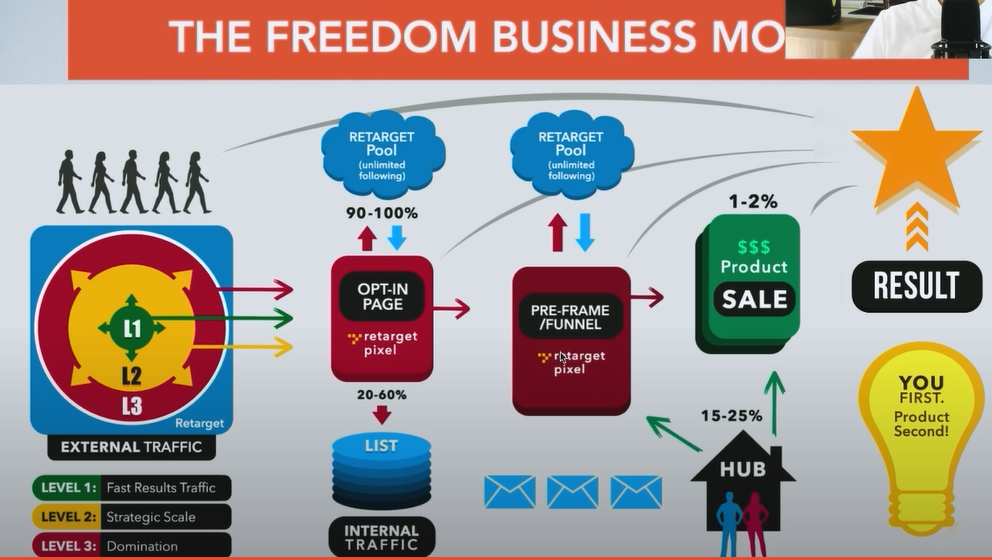 THE FREEDOM BUSINESS MO
RETARGET
Pool
(unlimited
following)
RETARGET
Pool
(unlimited
following)
90-100%
1-2%
OPT-IN
PAGE
retarget
pixel
PRE-FRAME
/FUNNEL
retarget
pixel
$$$
Product
SALE
RESULT
L1
L2
L3
Retarget
EXTERNAL TRAFFIC
20-60%
LIST
INTERNAL
TRAFFIC
15-25%
HUB
YOU
FIRST.
Product
Second!
LEVEL 1: Fast Results Traffic
LEVEL 2: Strategic Scale
LEVEL 3: Domination